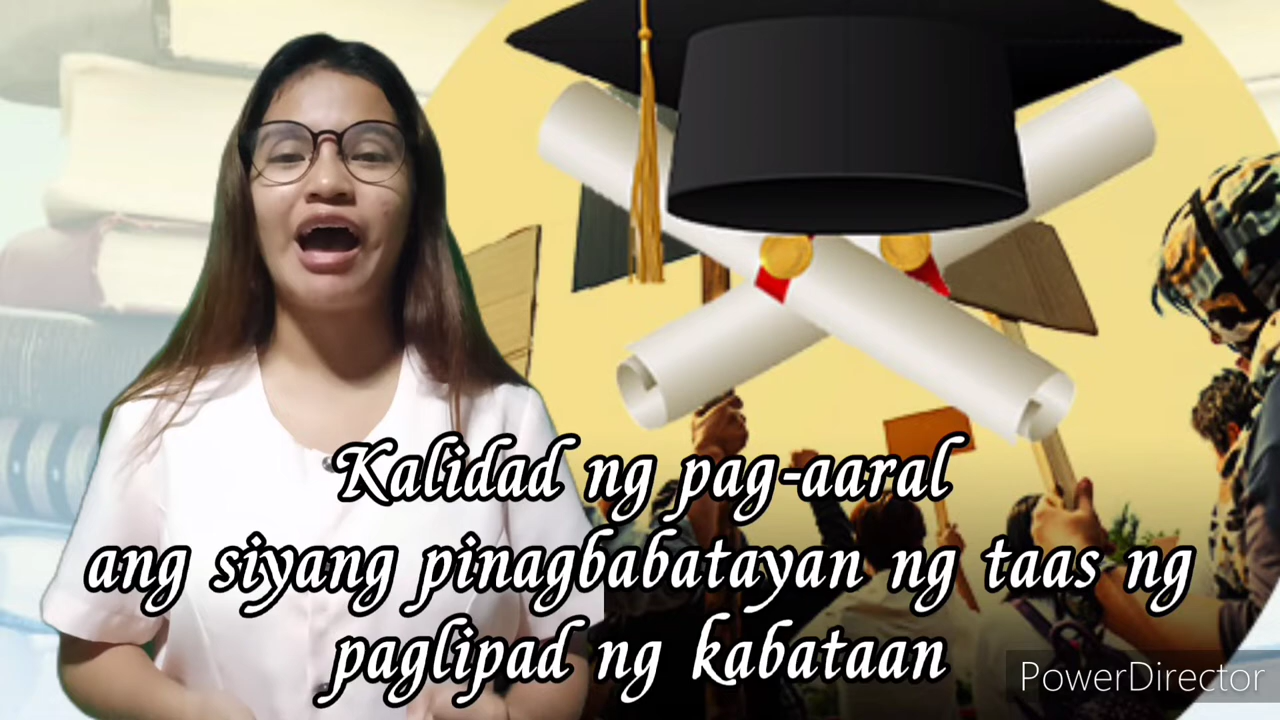 Kalidad ng pag-aaral
ang siyang pinagbabatayan ng taas ng
paglipad ng kabataan
PowerDirector